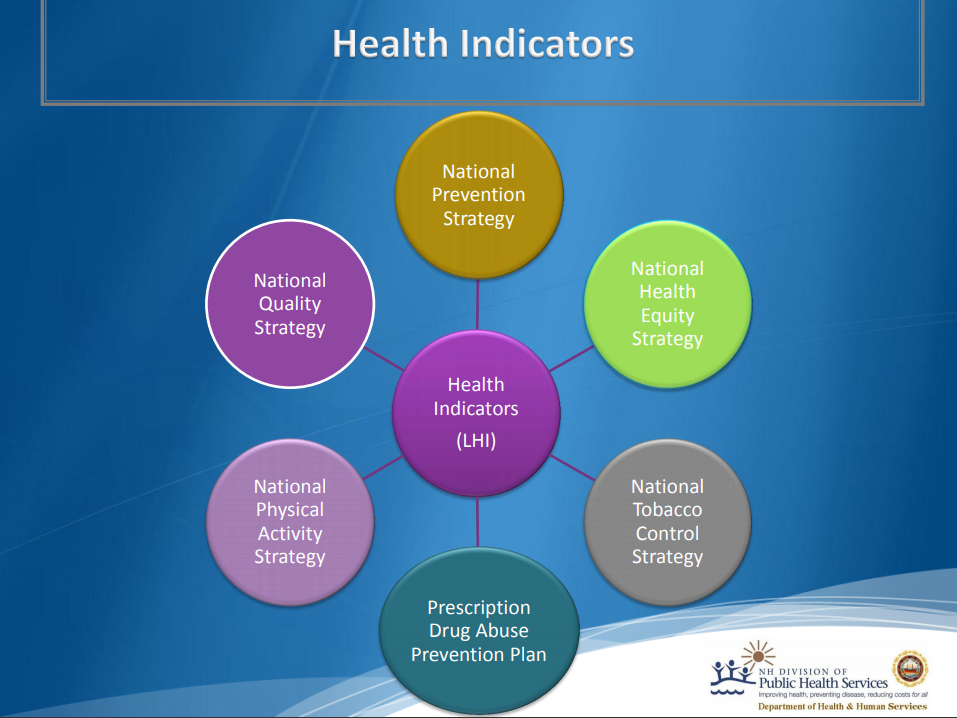 Health Indicators
National
Prevention
Strategy
National
Health
Equity
Strategy
National
Tobacco
Control
Strategy
Prescription
Drug Abuse
Prevention Plan
National
Physical
Activity
Strategy
National
Quality
Strategy
Health
Indicators
(LHI)
NH DIVISION OF
Public Health Services
Improving health, preventing disease, reducing costs for all
Department of Health & Human Services